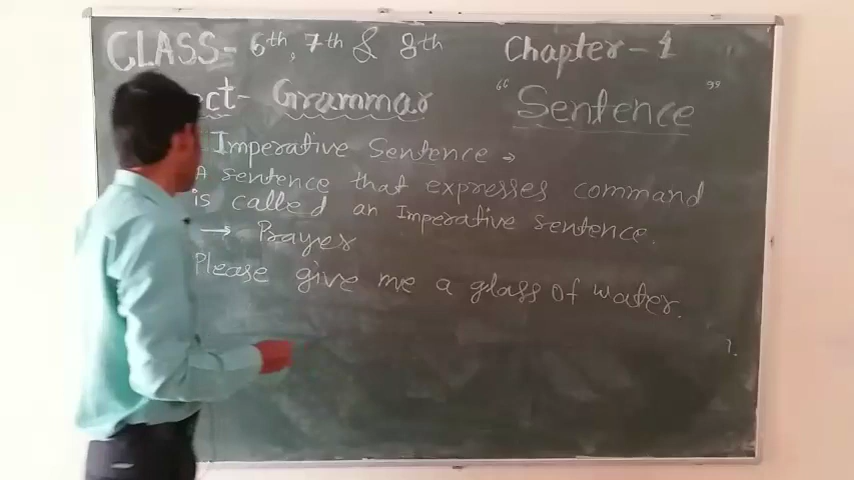 CLASS- 6th, 7th & 8th Chapter-1
ect- Grammar "Sentence"
Imperative Sentence →
A sentence that expresses command
is called an Imperative sentence.
→ Prayer
Please give me a glass of water.
1.